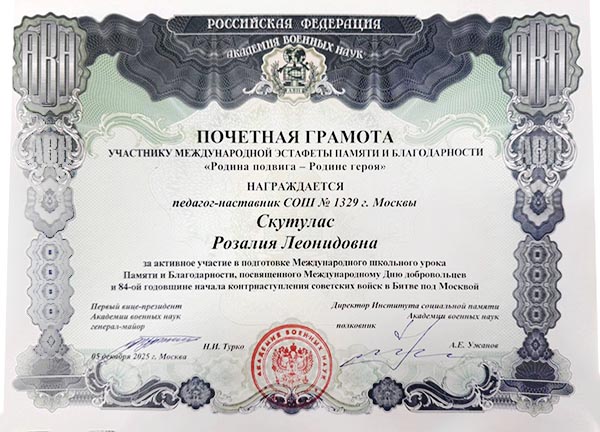 РОССИЙСКАЯ ФЕДЕРАЦИЯ
АКАДЕМИЯ ВОЕННЫХ НАУК
АВН
АВН
ПОЧЕТНАЯ ГРАМОТА
УЧАСТНИКУ МЕЖДУНАРОДНОЙ ЭСТАФЕТЫ ПАМЯТИ И БЛАГОДАРНОСТИ
«Родина подвига – Родине героя»
НАГРАЖДАЕТСЯ
педагог-наставник СОШ № 1329 г. Москвы
Скутулас
Розалия Леонидовна
за активное участие в подготовке Международного школьного урока
Памяти и Благодарности, посвященного Международному Дню добровольцев
и 84-ой годовщине начала контрнаступления советских войск в Битве под Москвой
Первый вице-президент
Академии военных наук
генерал-майор
Н.И. Турко
05 декабря 2025 г. Москва
Директор Института социальной памяти
Академии военных наук
полковник
А.Е. Ужанов
АКАДЕМИЯ ВОЕННЫХ НАУК